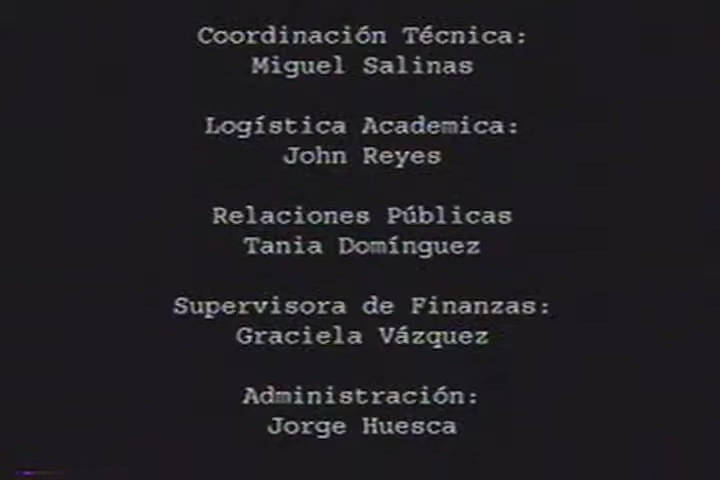 Coordinación Técnica:
Miguel Salinas
Logística Academica:
John Reyes
Relaciones Públicas
Tania Domínguez
Supervisora de Finanzas:
Graciela Vázquez
Administración:
Jorge Huesca